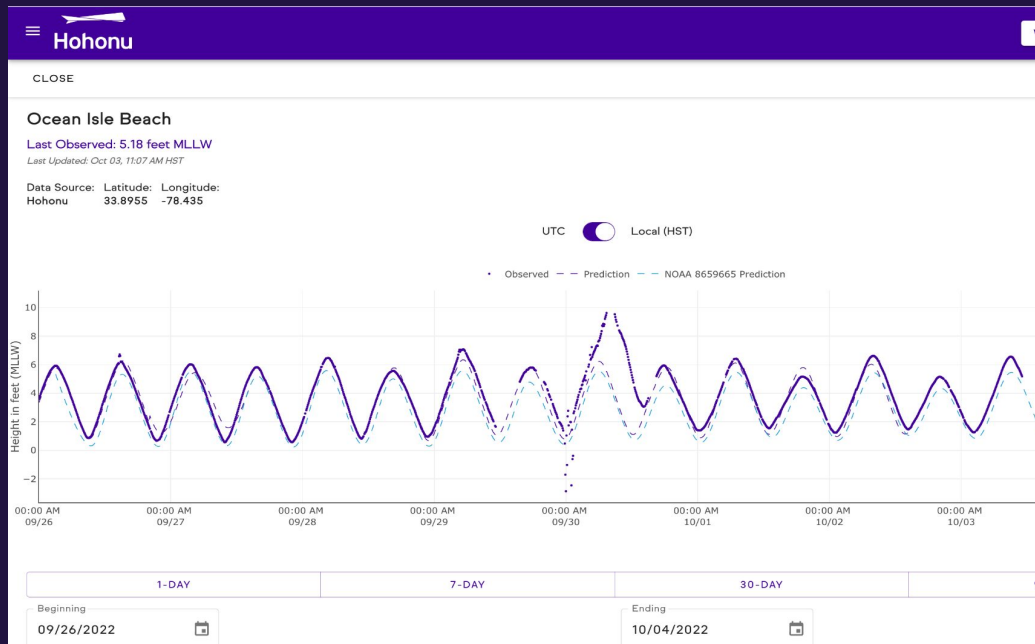 Hohonu
CLOSE
Ocean Isle Beach
Last Observed: 5.18 feet MLLW
Last Updated: Oct 03, 11:07 AM HST
Data Source: Latitude: Longitude:
Hohonu 33.8955 -78.435
UTC Local (HST)
Observed Prediction NOAA 8659665 Prediction
Height in feet (MLLW)
10
8
6
4
2
0
−2
00:00 AM 00:00 AM 00:00 AM 00:00 AM 00:00 AM 00:00 AM 00:00 AM 00:00 AM
09/26 09/27 09/28 09/29 09/30 10/01 10/02 10/03
1-DAY 7-DAY 30-DAY
Beginning Ending
09/26/2022 10/04/2022